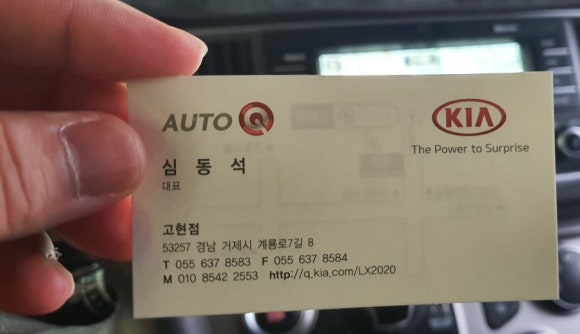 AUTO Q
KIA
The Power to Surprise
심동석
대표
고현점
53257 경남 거제시 계룡로7길 8
T 055 637 8583 F 055 637 8584
M 010 8542 2553 http://q.kia.com/LX2020